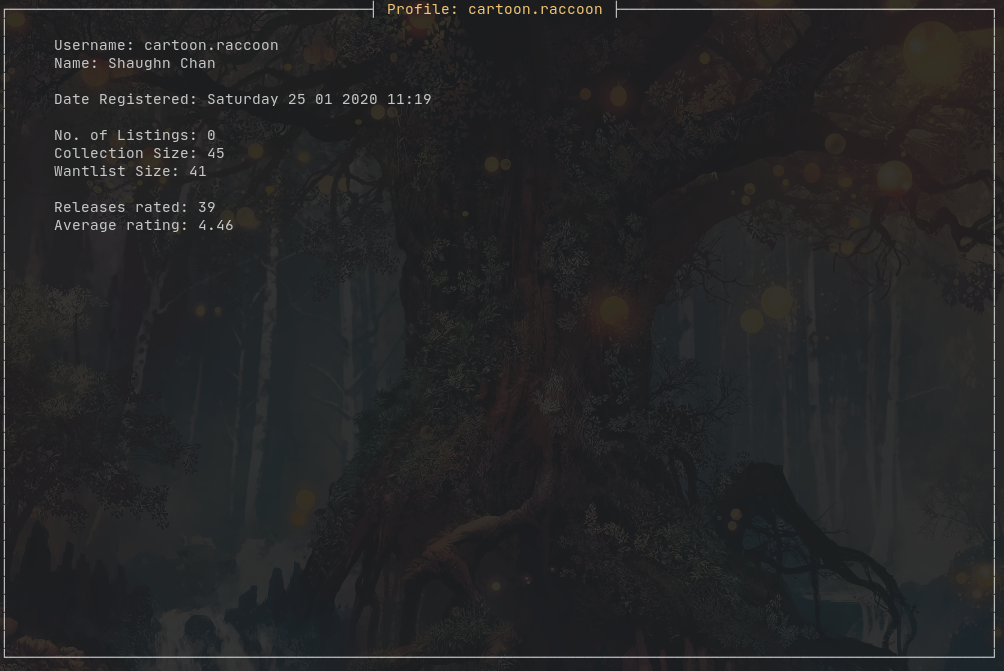 Profile: cartoon.raccoon
Username: cartoon.raccoon
Name: Shaughn Chan
Date Registered: Saturday 25 01 2020 11:19
No. of Listings: 0
Collection Size: 45
Wantlist Size: 41
Releases rated: 39
Average rating: 4.46